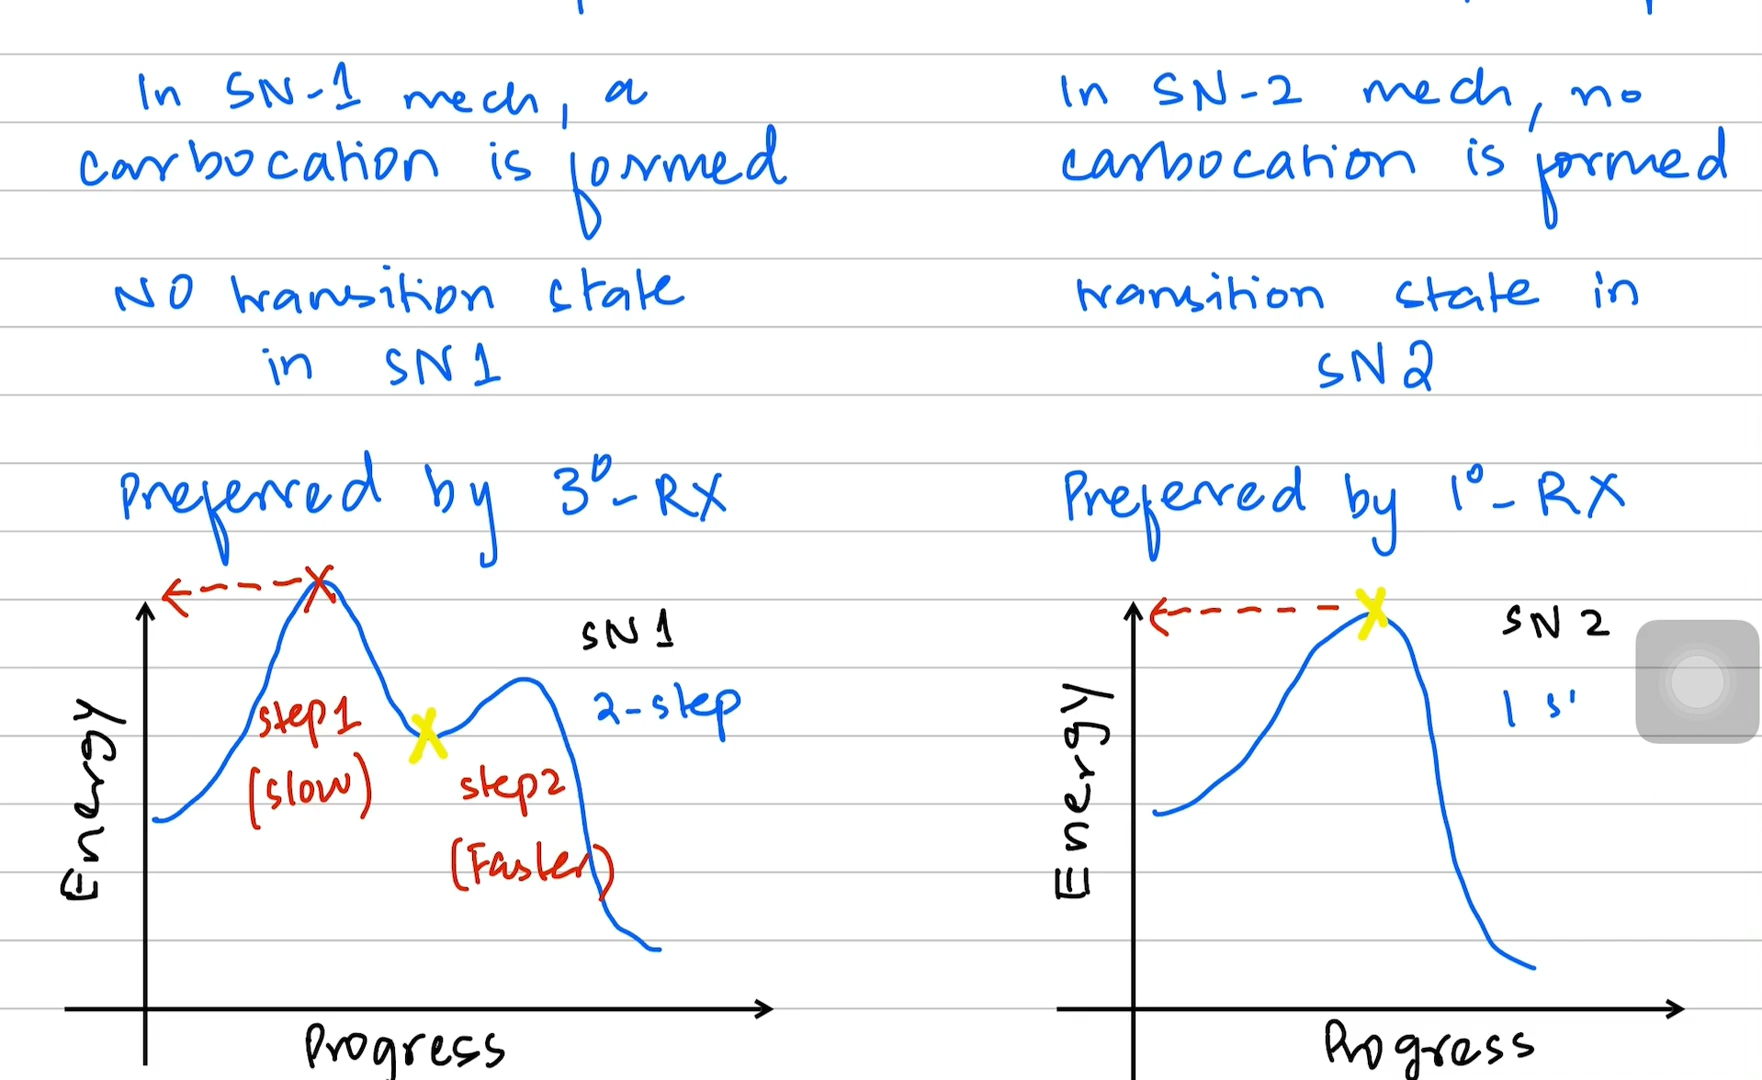 In SN-1 mech, a
carbocation is formed
NO transition state
in SN1
Preferred by 3°-RX
SN1
2-step
step1
(slow)
step2
(Faster)
Energy
Progress
In SN-2 mech, no
carbocation is formed
transition state in
SN2
Preferred by 1°-RX
SN2
1 s
Energy
Progress